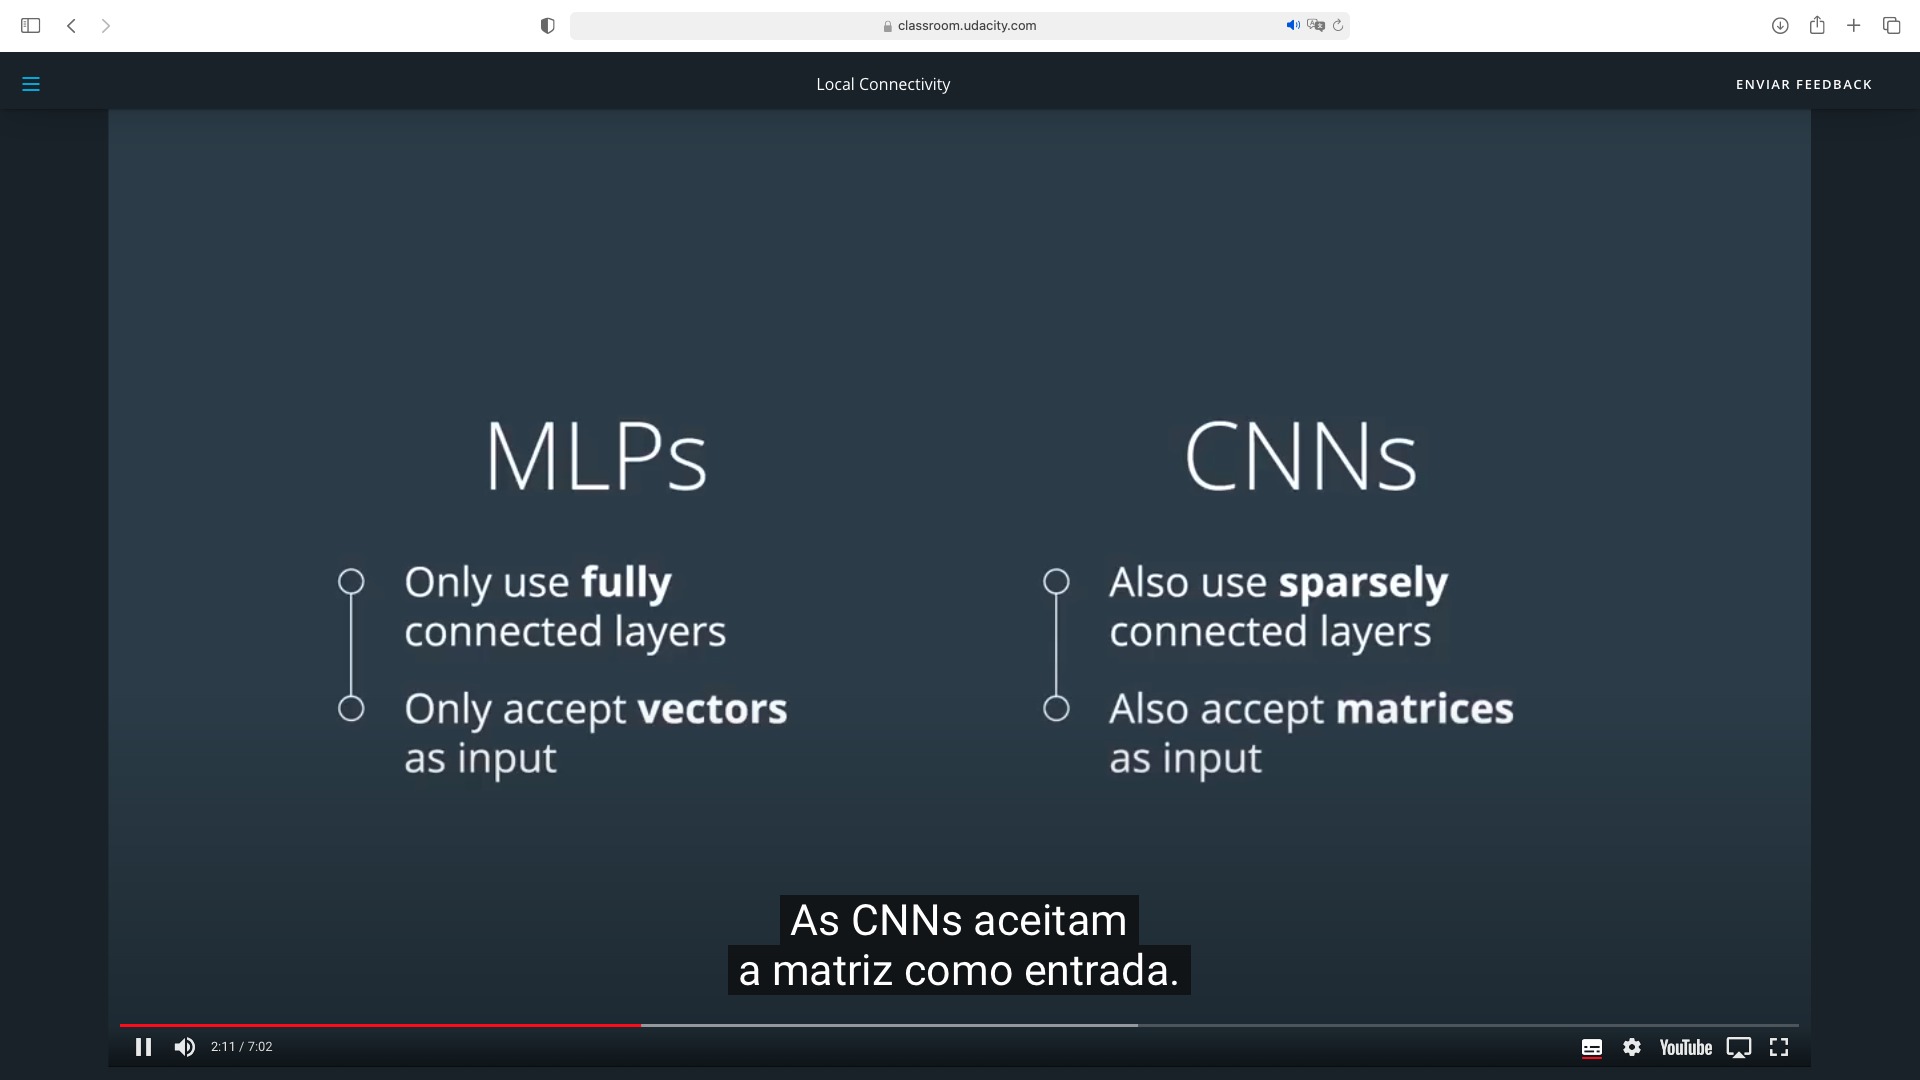 classroom.udacity.com
Local Connectivity
ENVIAR FEEDBACK
MLPs
Only use fully
connected layers
Only accept vectors
as input
CNNs
Also use sparsely
connected layers
Also accept matrices
as input
As CNNs aceitam
a matriz como entrada.
2:11 / 7:02
YouTube